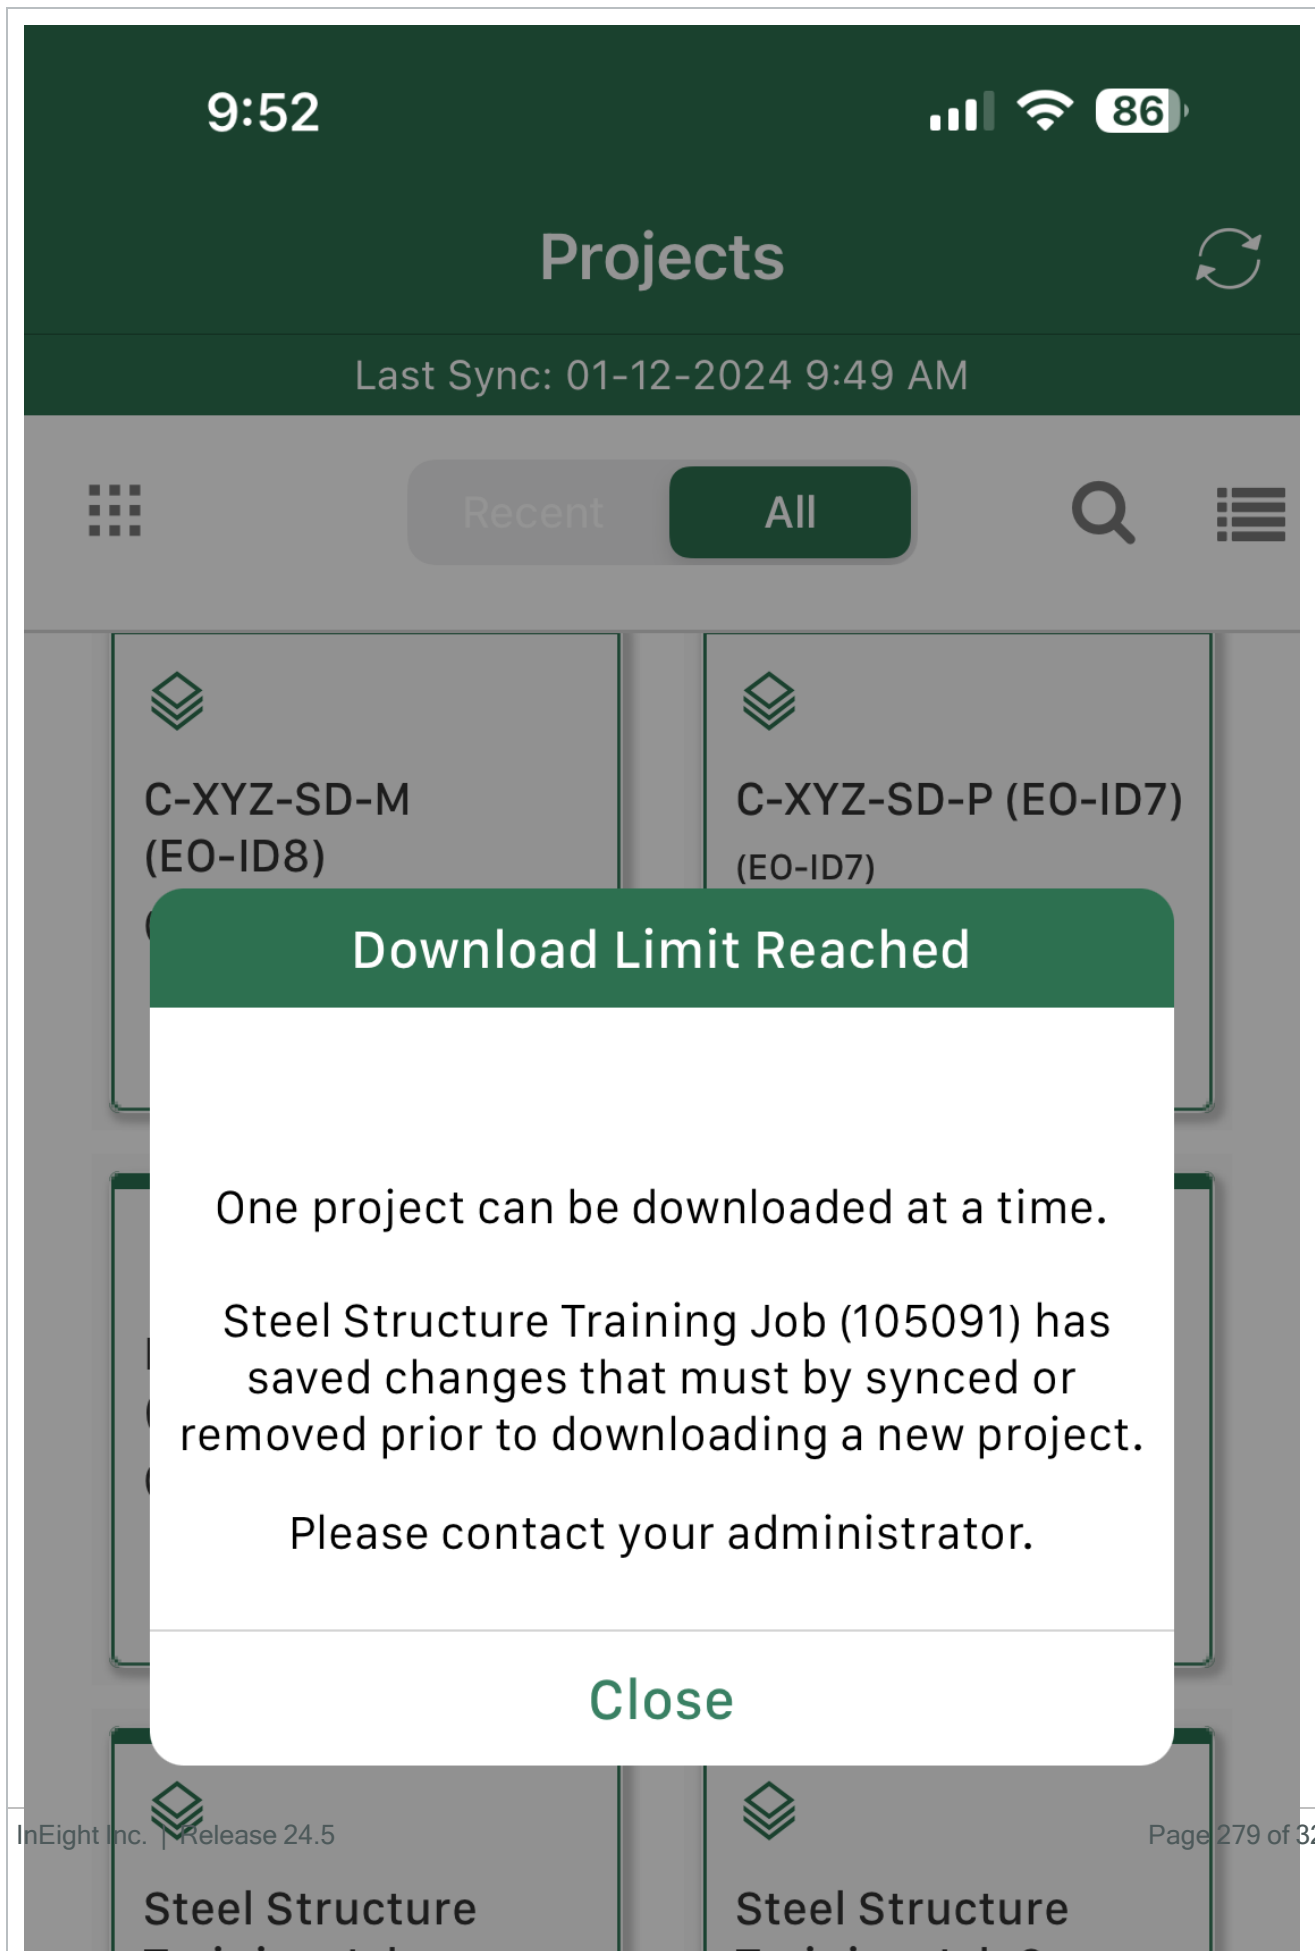 9:52
86
Projects
Last Sync: 01-12-2024 9:49 AM
Recent
All
C-XYZ-SD-M
(EO-ID8)
C-XYZ-SD-P (EO-ID7)
(EO-ID7)
Download Limit Reached
One project can be downloaded at a time.
Steel Structure Training Job (105091) has
saved changes that must by synced or
removed prior to downloading a new project.
Please contact your administrator.
Close
InEight Inc. | Release 24.5
Page 279 of
Steel Structure
Steel Structure